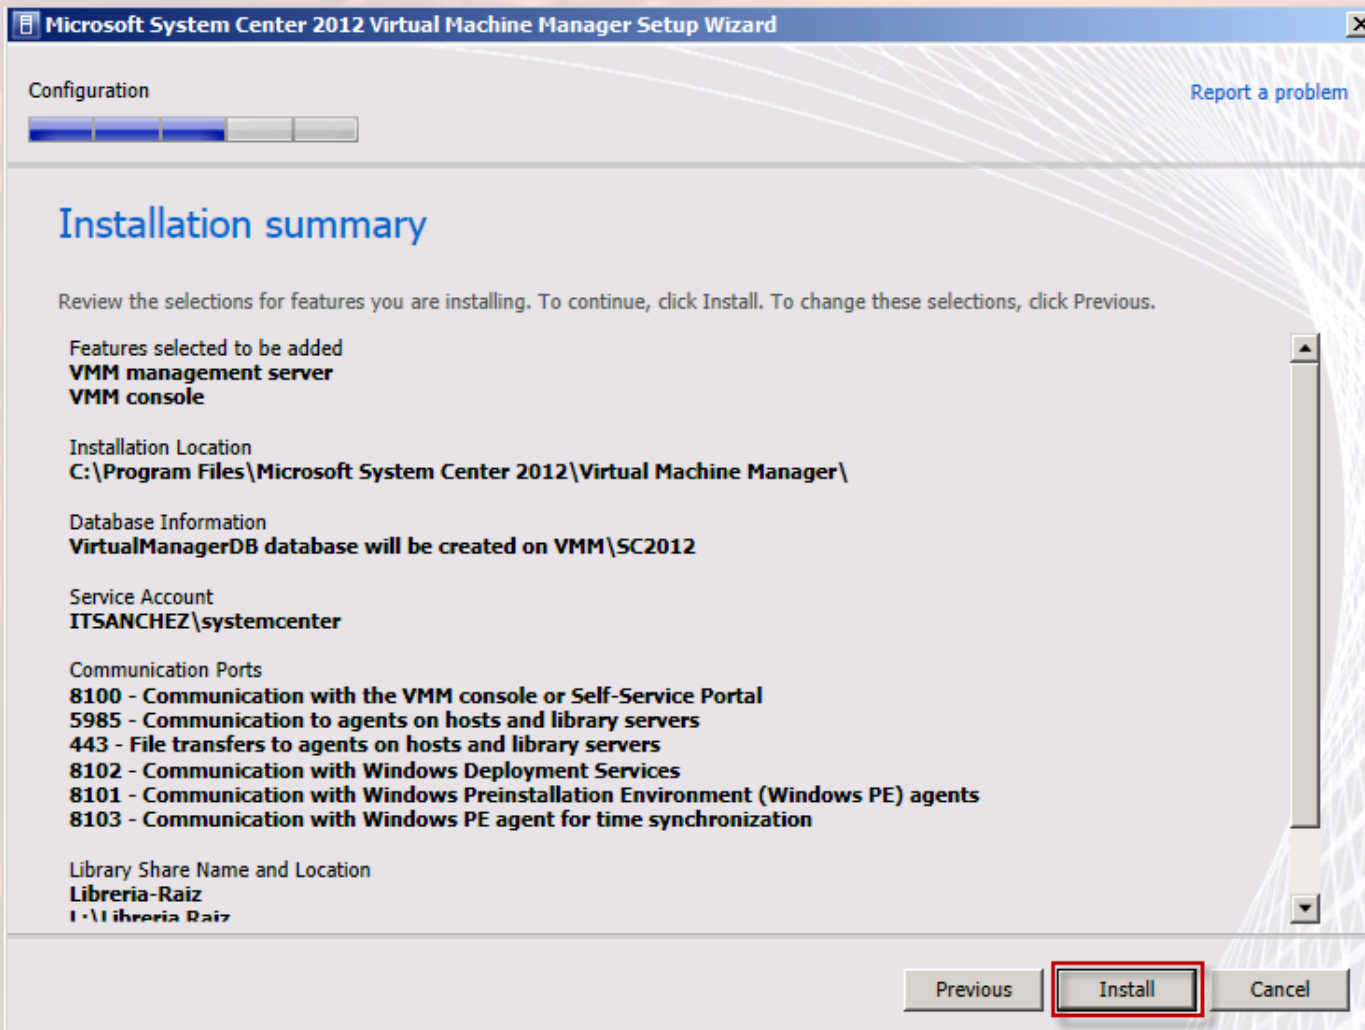 Microsoft System Center 2012 Virtual Machine Manager Setup Wizard
Configuration
Report a problem
Installation summary
Review the selections for features you are installing. To continue, click Install. To change these selections, click Previous.
Features selected to be added
VMM management server
VMM console
Installation Location
C:\Program Files\Microsoft System Center 2012\Virtual Machine Manager\
Database Information
VirtualManagerDB database will be created on VMM\SC2012
Service Account
ITSANCHEZ\systemcenter
Communication Ports
8100 - Communication with the VMM console or Self-Service Portal
5985 - Communication to agents on hosts and library servers
443 - File transfers to agents on hosts and library servers
8102 - Communication with Windows Deployment Services
8101 - Communication with Windows Preinstallation Environment (Windows PE) agents
8103 - Communication with Windows PE agent for time synchronization
Library Share Name and Location
Libreria-Raiz
L:\Libreria Raiz
Previous
Install
Cancel